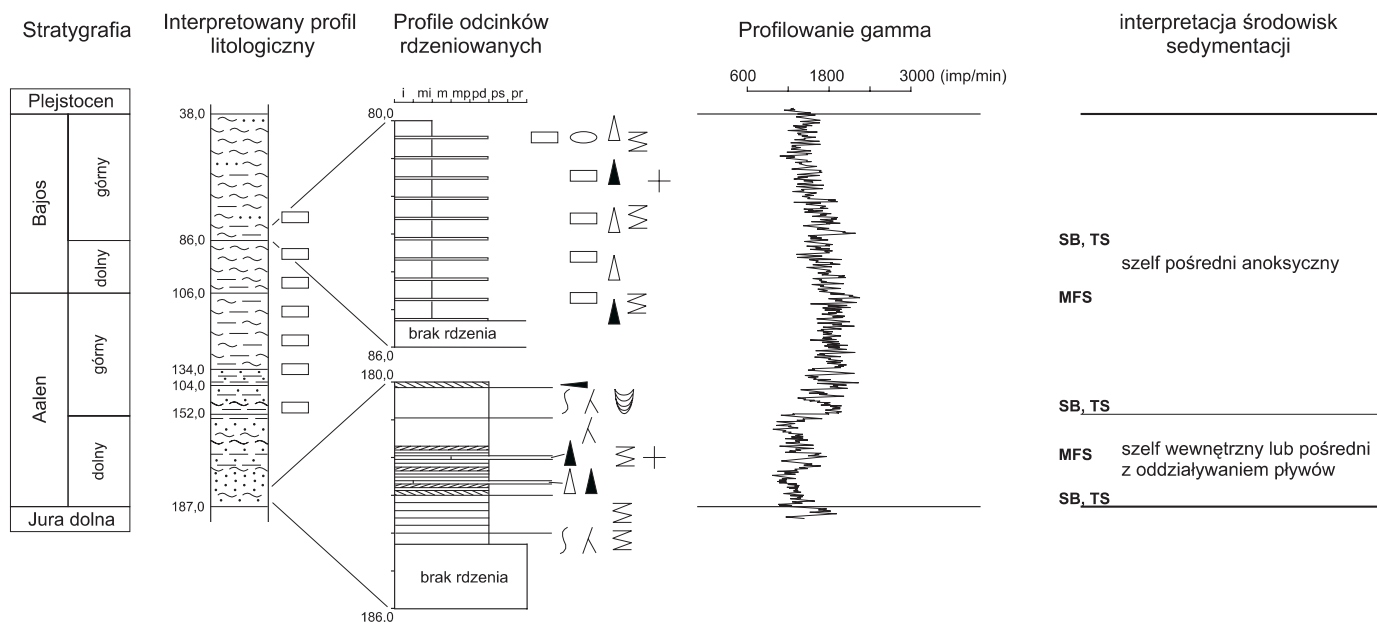 Stratygrafia
Interpretowany profil
litologiczny
Profile odcinków
rdzeniowanych
Profilowanie gamma
interpretacja środowisk
sedymentacji
600 1800 3000 (imp/min)
i mi m mp pd ps pr
Plejstocen
Bajos
górny
dolny
Aalen
górny
dolny
Jura dolna
38,0
86,0
106,0
134,0
104,0
152,0
187,0
80,0
brak rdzenia
86,0
180,0
brak rdzenia
186.0
SB, TS
szelf pośredni anoksyczny
MFS
SB, TS
MFS
szelf wewnętrzny lub pośredni
z oddziaływaniem pływów
SB, TS